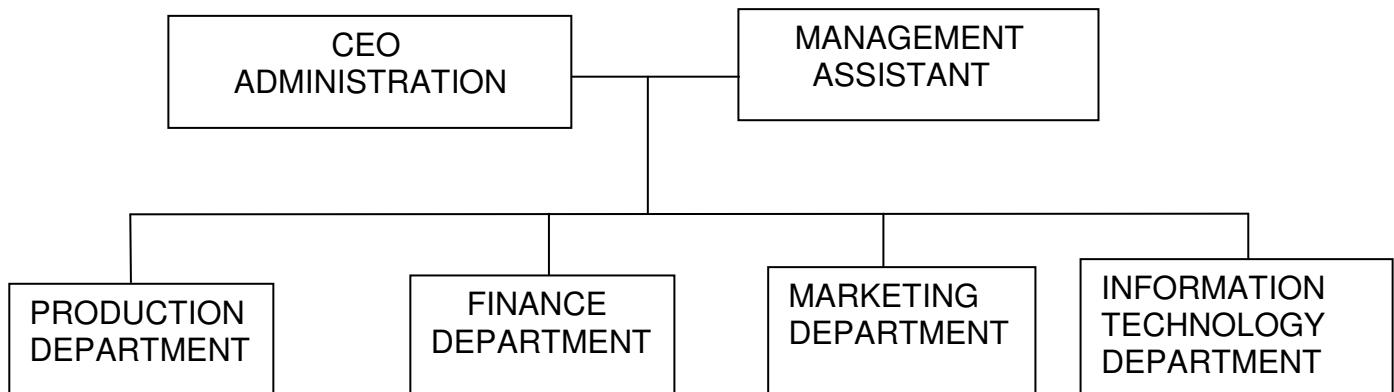 CEO
ADMINISTRATION
MANAGEMENT
ASSISTANT
PRODUCTION
DEPARTMENT
FINANCE
DEPARTMENT
MARKETING
DEPARTMENT
INFORMATION
TECHNOLOGY
DEPARTMENT